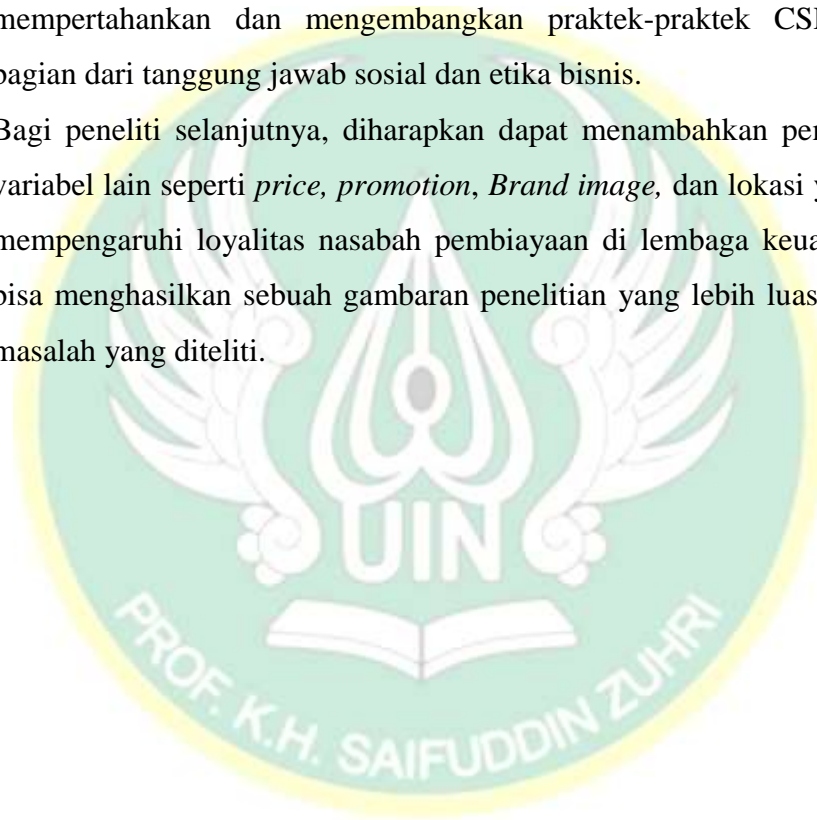 mempertahankan dan mengembangkan praktek-praktek
bagian dari tanggung jawab sosial dan etika bisnis.
Bagi peneliti selanjutnya, diharapkan dapat menambahkan
variabel lain seperti price, promotion, Brand image, dan lokasi
mempengaruhi loyalitas nasabah pembiayaan di lembaga
bisa menghasilkan sebuah gambaran penelitian yang lebih luas
masalah yang diteliti.
UIN
PROF. K.H. SAIFUDDIN ZUHRI